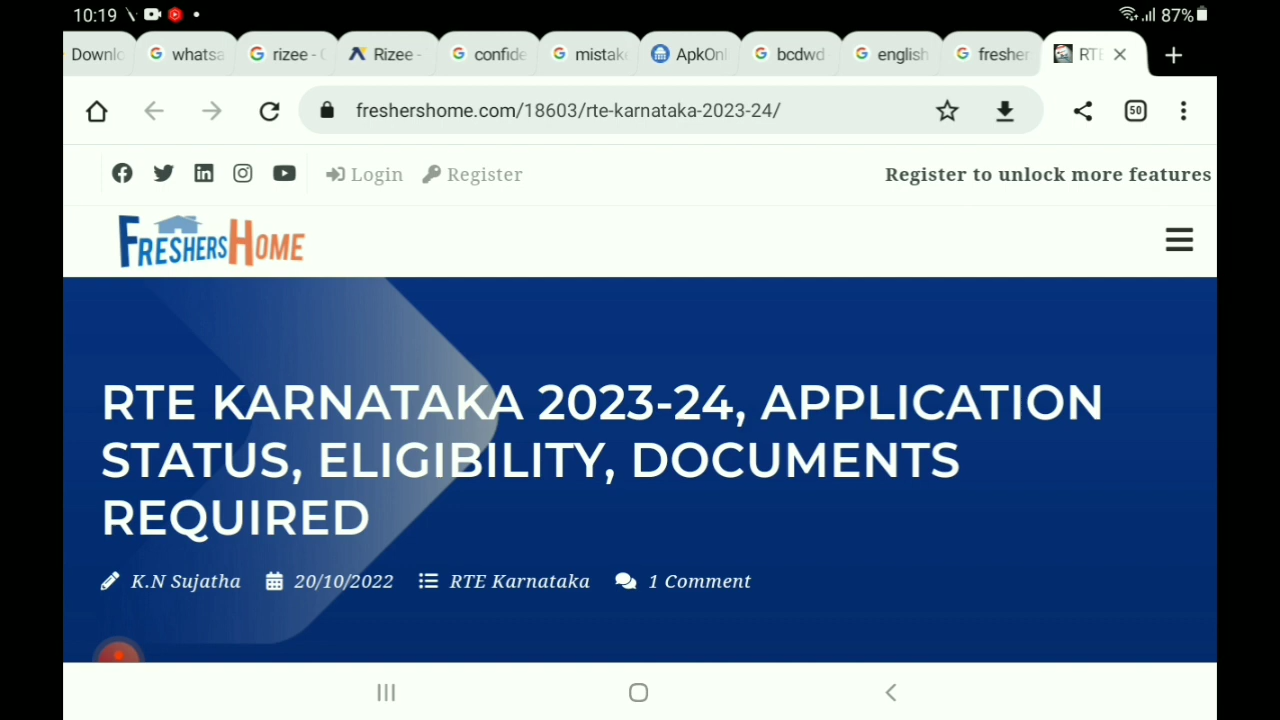 10:19 87%
Downlo whatsa rizee - G Rizee - confide mistake ApkOnl bcdwd english fresher RTE
freshershome.com/18603/rte-karnataka-2023-24/ 50
Login Register Register to unlock more features
FRESHERSHOME
RTE KARNATAKA 2023-24, APPLICATION
STATUS, ELIGIBILITY, DOCUMENTS
REQUIRED
K.N Sujatha 20/10/2022 RTE Karnataka 1 Comment